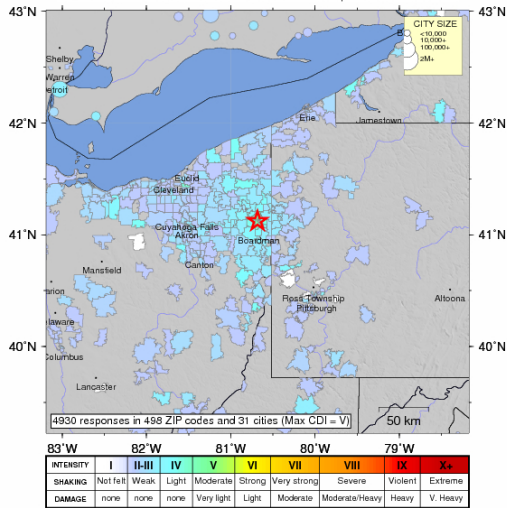 43°N
43°N
CITY SIZE
<10,000
10,000+
100,000+
≥2M+
Shelby
Warren
etroit
42°N
Erie
Jamestown
42°N
Euclid
Cleveland
Cuyahoga Falls
Akron
Boardman
41°N
41°N
Canton
Mansfield
Ross Township
Pittsburgh
Altoona
laware
40°N
40°N
Columbus
Lancaster
4930 responses in 498 ZIP codes and 31 cities (Max CDI = V)
50 km
83°W 82°W 81°W 80°W 79°W
INTENSITY I II-III IV V VI VII VIII IX X+
SHAKING Not felt Weak Light Moderate Strong Very strong Severe Violent Extreme
DAMAGE none none none Very light Light Moderate Moderate/Heavy Heavy V. Heavy